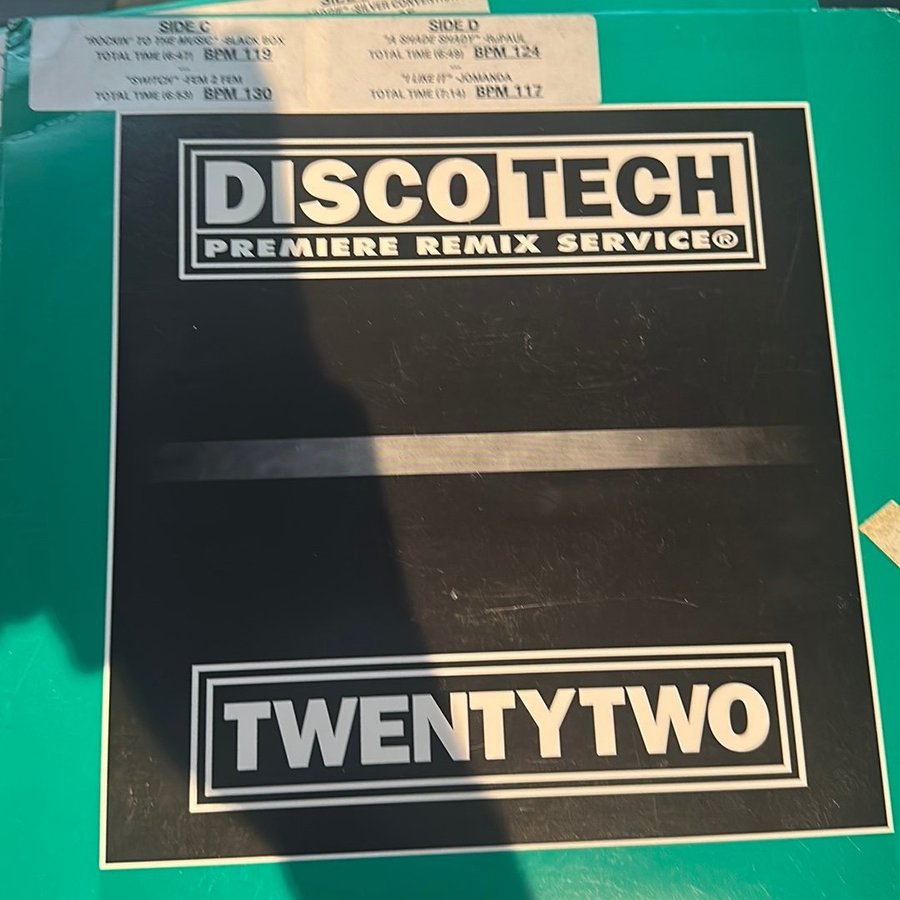 -SILVER CONVENTION
SIDE C
"ROCKIN' TO THE MUSIC" -BLACK BOX
TOTAL TIME (6:47) BPM 119
"SWITCH" -FEM 2 FEM
TOTAL TIME (6:53) BPM 130
SIDE D
"A SHADE SHADY" -RuPAUL
TOTAL TIME (6:49) BPM 124
"I LIKE IT" -JOMANDA
TOTAL TIME (7:14) BPM 117
DISCOTECH
PREMIERE REMIX SERVICE®
TWENTYTWO